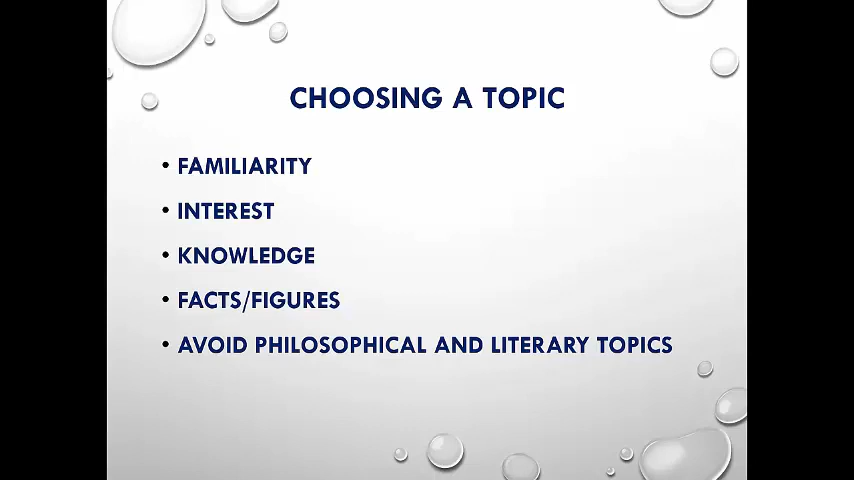 CHOOSING A TOPIC
• FAMILIARITY
• INTEREST
• KNOWLEDGE
• FACTS/FIGURES
• AVOID PHILOSOPHICAL AND LITERARY TOPICS